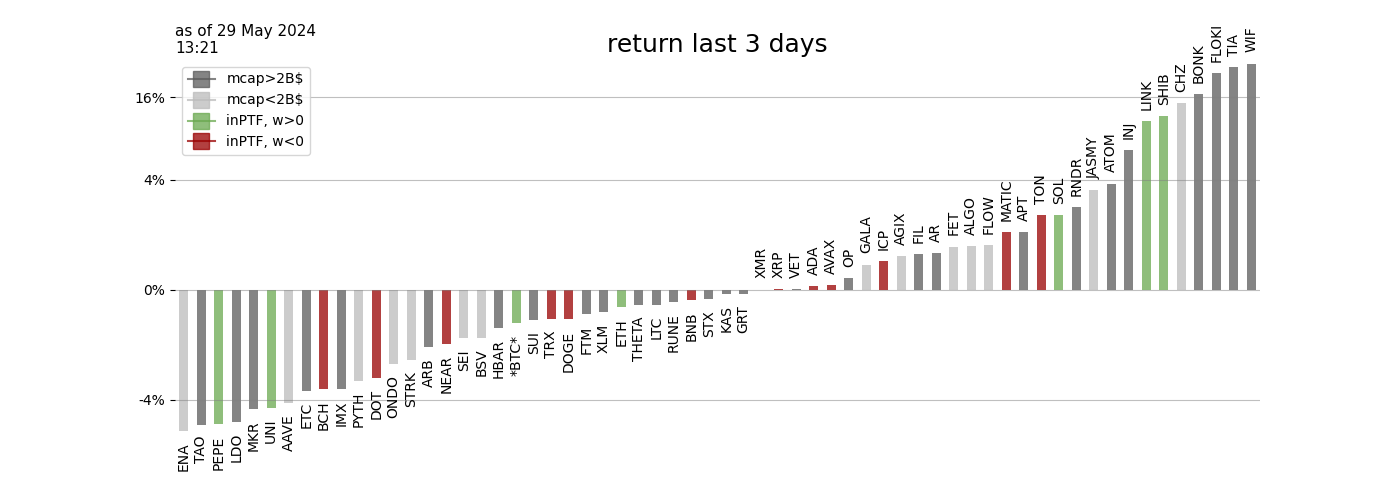 as of 29 May 2024
13:21
return last 3 days
mcap>2B$
mcap<2B$
inPTF, w>0
inPTF, w<0
16%
4%
0%
-4%
ENA
TAO
PEPE
LDO
MKR
UNI
AAVE
ETC
BCH
IMX
PYTH
DOT
ONDO
STRK
ARB
NEAR
SEI
BSV
HBAR
*BTC*
SUI
TRX
DOGE
FTM
XLM
ETH
THETA
LTC
RUNE
BNB
STX
KAS
GRT
XMR
XRP
VET
ADA
AVAX
OP
GALA
ICP
AGIX
FIL
AR
FET
ALGO
FLOW
MATIC
APT
TON
SOL
RNDR
JASMY
ATOM
INJ
LINK
SHIB
CHZ
BONK
FLOKI
TIA
WIF